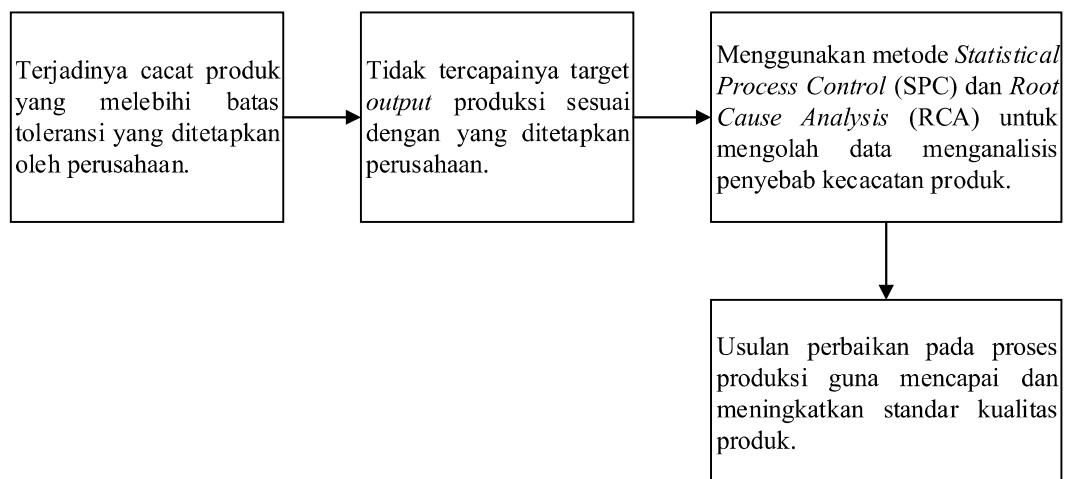 Terjadinya cacat produk
yang melebihi batas
toleransi yang ditetapkan
oleh perusahaan.
Tidak tercapainya target
output produksi sesuai
dengan yang ditetapkan
perusahaan.
Menggunakan metode Statistical
Process Control (SPC) dan Root
Cause Analysis (RCA) untuk
mengolah data menganalisis
penyebab kecacatan produk.
Usulan perbaikan pada proses
produksi guna mencapai dan
meningkatkan standar kualitas
produk.